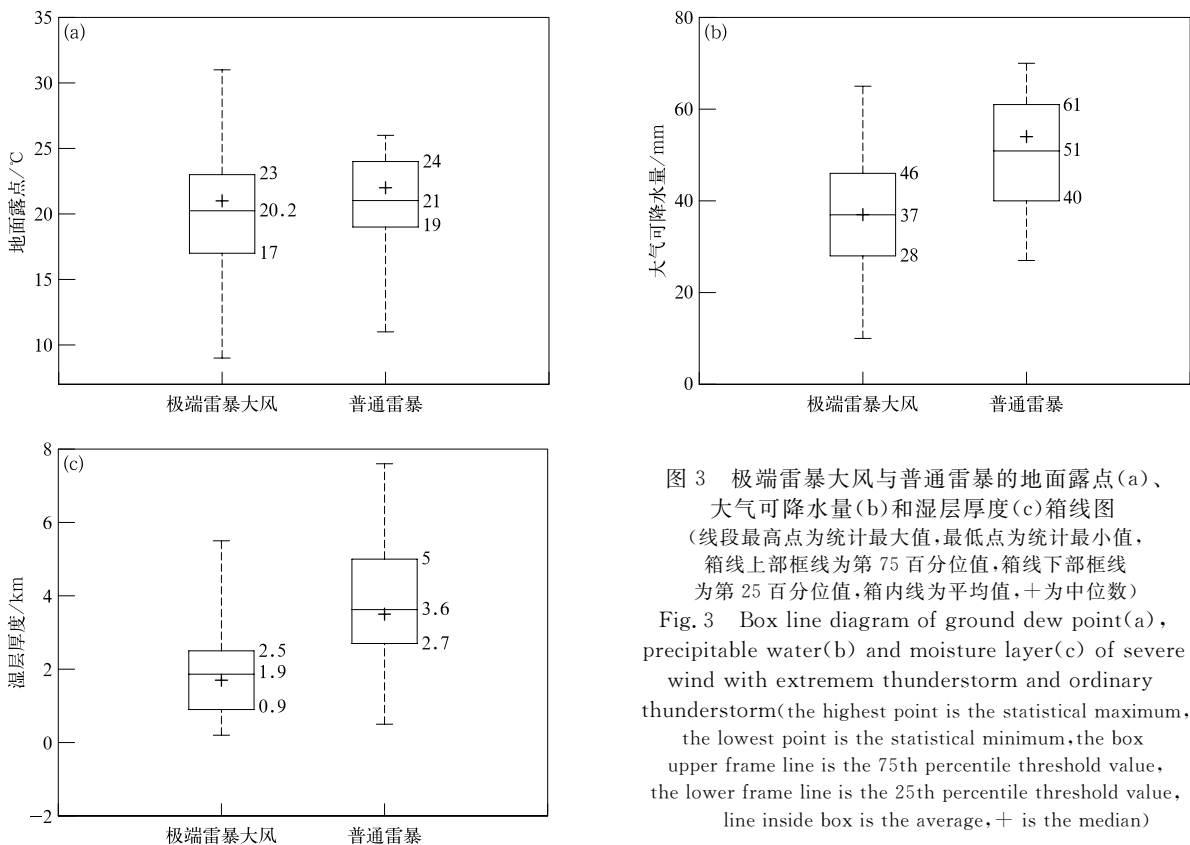 (a)
35
30
25
20
15
10
地面露点/℃
23
20.2
17
24
21
19
极端雷暴大风
普通雷暴
(b)
80
60
40
20
0
大气可降水量/mm
46
37
28
61
51
40
极端雷暴大风
普通雷暴
(c)
8
6
4
2
0
-2
湿层厚度/km
2.5
1.9
0.9
5
3.6
2.7
极端雷暴大风
普通雷暴
图 3 极端雷暴大风与普通雷暴的地面露点(a)、
大气可降水量(b)和湿层厚度(c)箱线图
(线段最高点为统计最大值,最低点为统计最小值,
箱线上部框线为第 75 百分位值,箱线下部框线
为第 25 百分位值,箱内线为平均值,+为中位数)
Fig. 3 Box line diagram of ground dew point(a),
precipitable water(b) and moisture layer(c) of severe
wind with extremem thunderstorm and ordinary
thunderstorm(the highest point is the statistical maximum,
the lowest point is the statistical minimum,the box
upper frame line is the 75th percentile threshold value,
the lower frame line is the 25th percentile threshold value,
line inside box is the average,+ is the median)